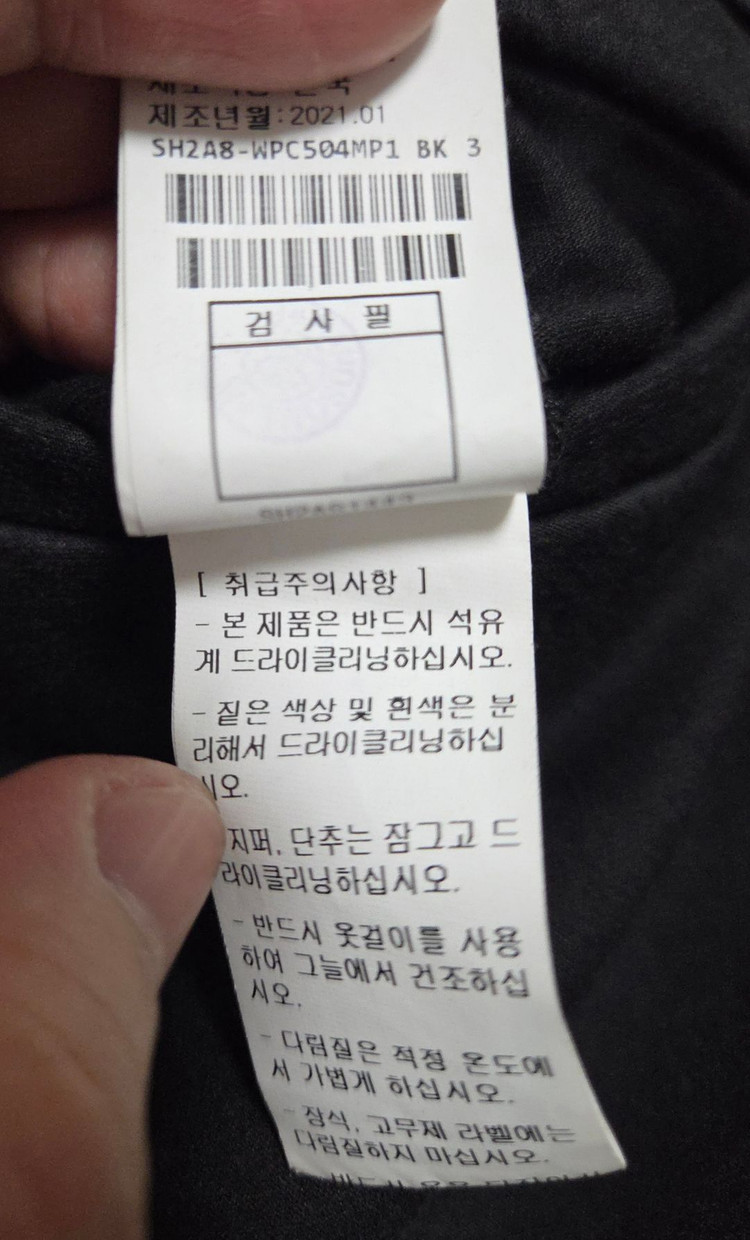 제조년월:2021.01
SH2A8-WPC504MP1 BK 3
검 사 필
[ 취급주의사항 ]
- 본 제품은 반드시 석유
계 드라이클리닝하십시오.
- 짙은 색상 및 흰색은 분
리해서 드라이클리닝하십
시오.
지퍼, 단추는 잠그고 드
라이클리닝하십시오.
- 반드시 옷걸이를 사용
하여 그늘에서 건조하십
시오.
- 다림질은 적정 온도에
서 가볍게 하십시오.
- 장식, 고무제 라벨에는
다림질하지 마십시오.